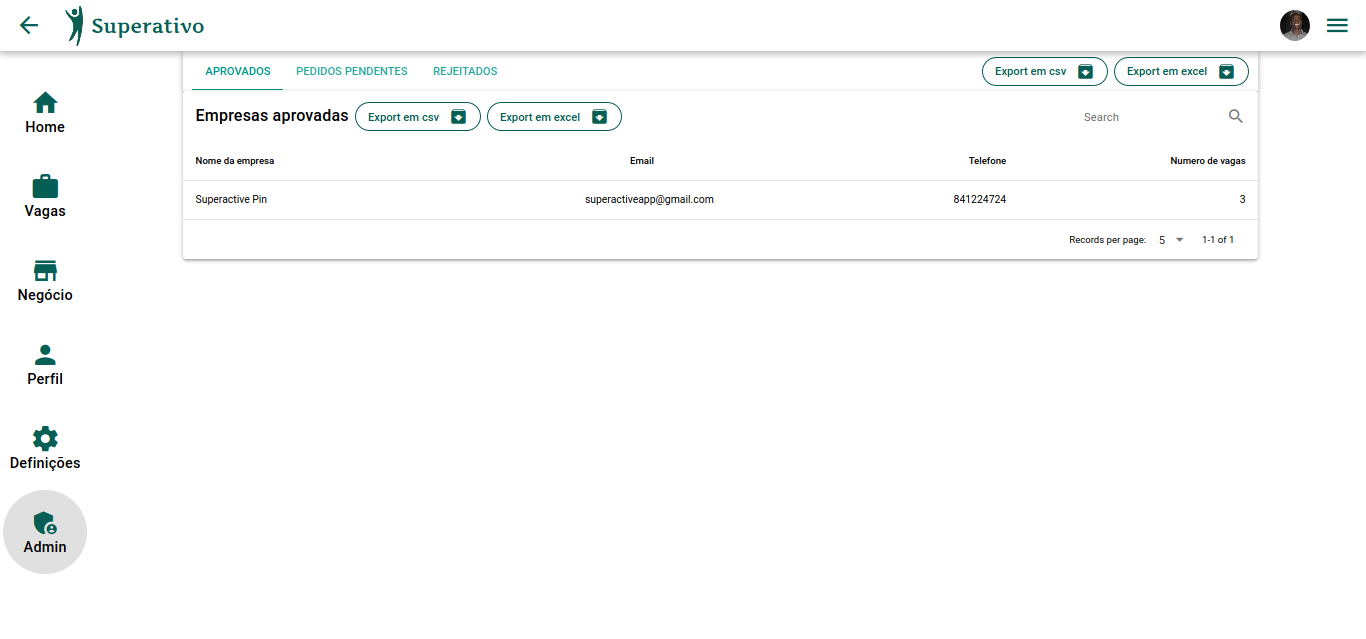 Superativo
APROVADOS PEDIDOS PENDENTES REJEITADOS Export em csv Export em excel
Empresas aprovadas Export em csv Export em excel Search
Nome da empresa Email Telefone Numero de vagas
Superactive Pin superactiveapp@gmail.com 841224724 3
Records per page: 5 1-1 of 1
Home
Vagas
Negócio
Perfil
Definições
Admin